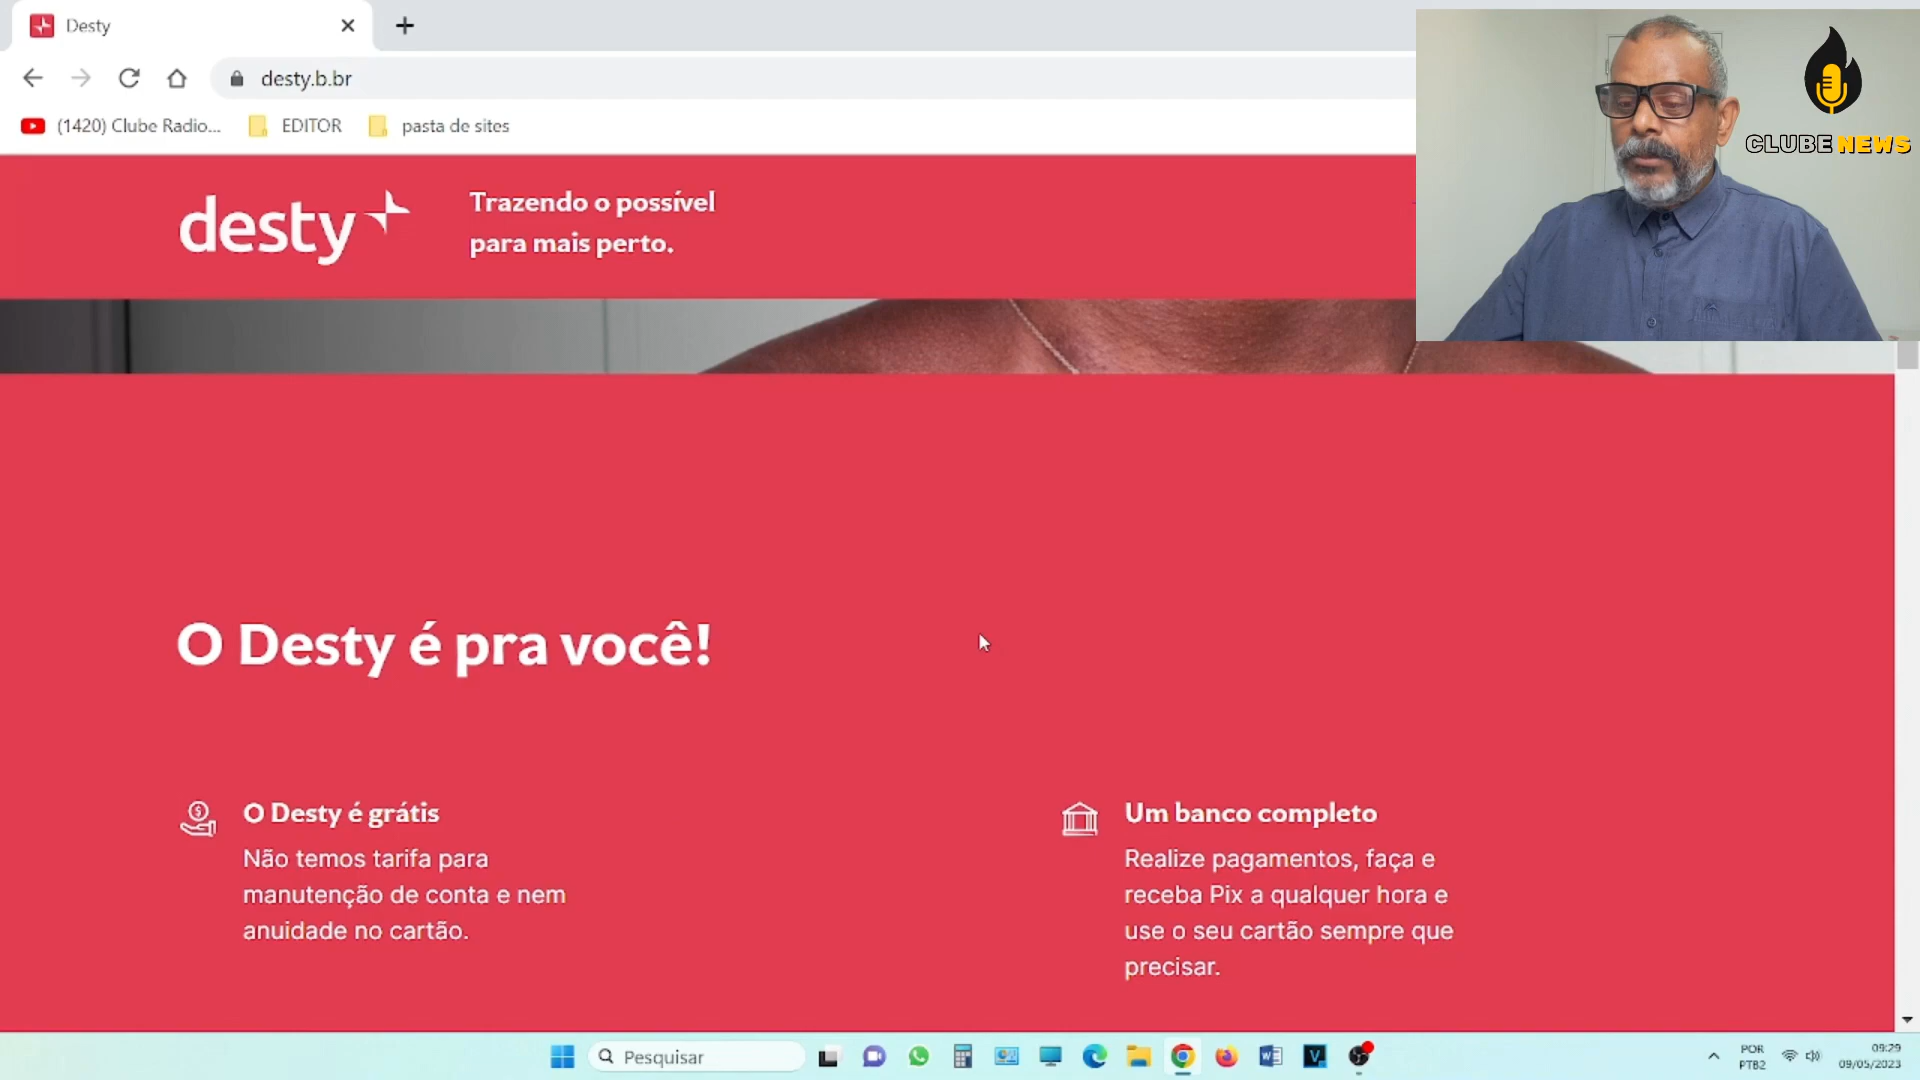 Desty
desty.b.br
(1420) Clube Radio...
EDITOR
pasta de sites
CLUBE NEWS
desty
Trazendo o possível
para mais perto.
O Desty é pra você!
O Desty é grátis
Não temos tarifa para
manutenção de conta e nem
anuidade no cartão.
Um banco completo
Realize pagamentos, faça e
receba Pix a qualquer hora e
use o seu cartão sempre que
precisar.
Pesquisar
POR
PTB2
09:29
09/05/2023